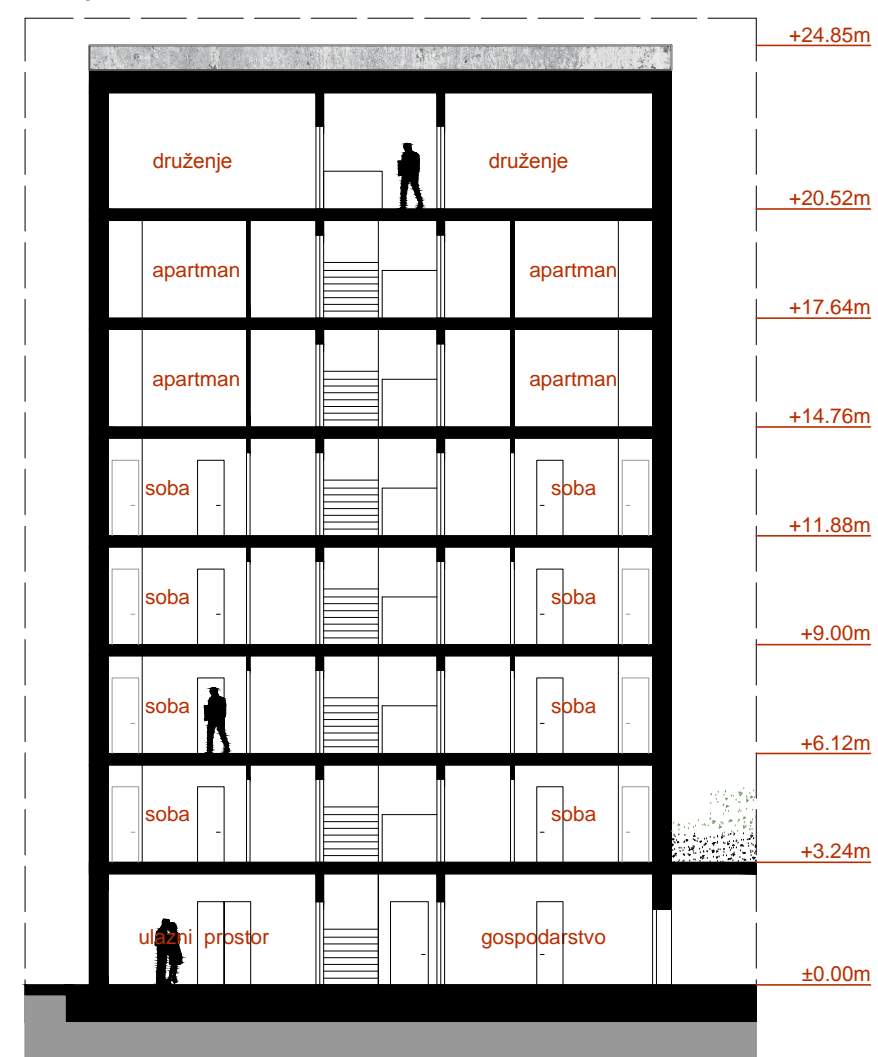 +24.85m
druženje druženje
+20.52m
apartman apartman
+17.64m
apartman apartman
+14.76m
soba soba
+11.88m
soba soba
+9.00m
soba soba
+6.12m
soba soba
+3.24m
ulazni prostor gospodarstvo
±0.00m